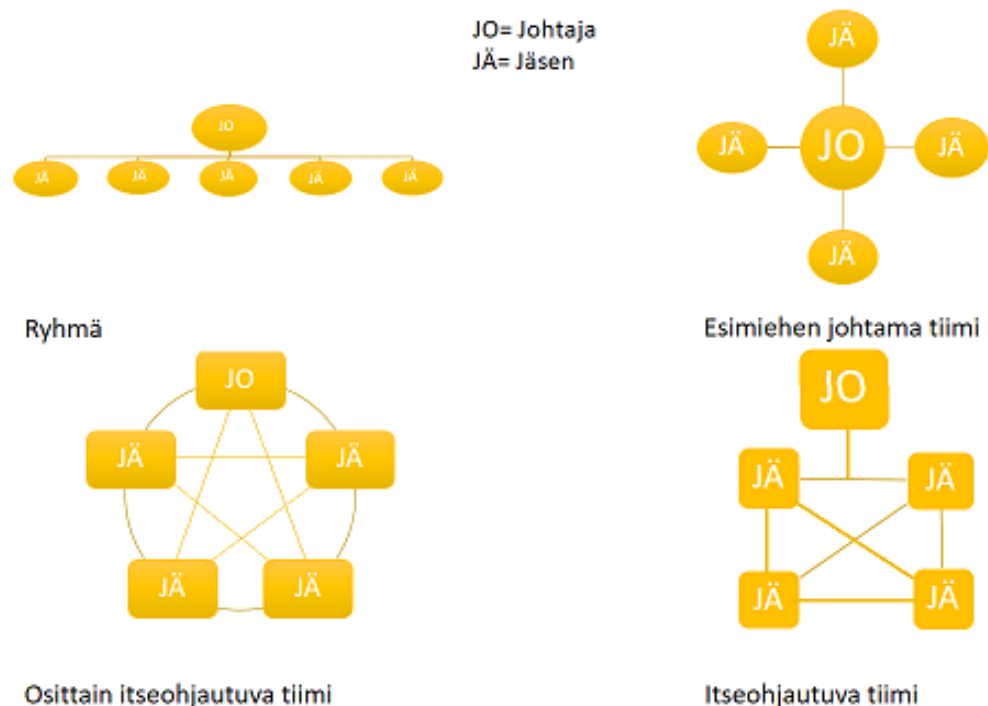 JO= Johtaja
JÄ= Jäsen
JO
JÄ JÄ JÄ JÄ JÄ
Ryhmä
JÄ
JÄ JO JÄ
JÄ
Esimiehen johtama tiimi
JO
JÄ JÄ
JÄ JÄ
Osittain itseohjautuva tiimi
JO
JÄ JÄ
JÄ JÄ
Itseohjautuva tiimi